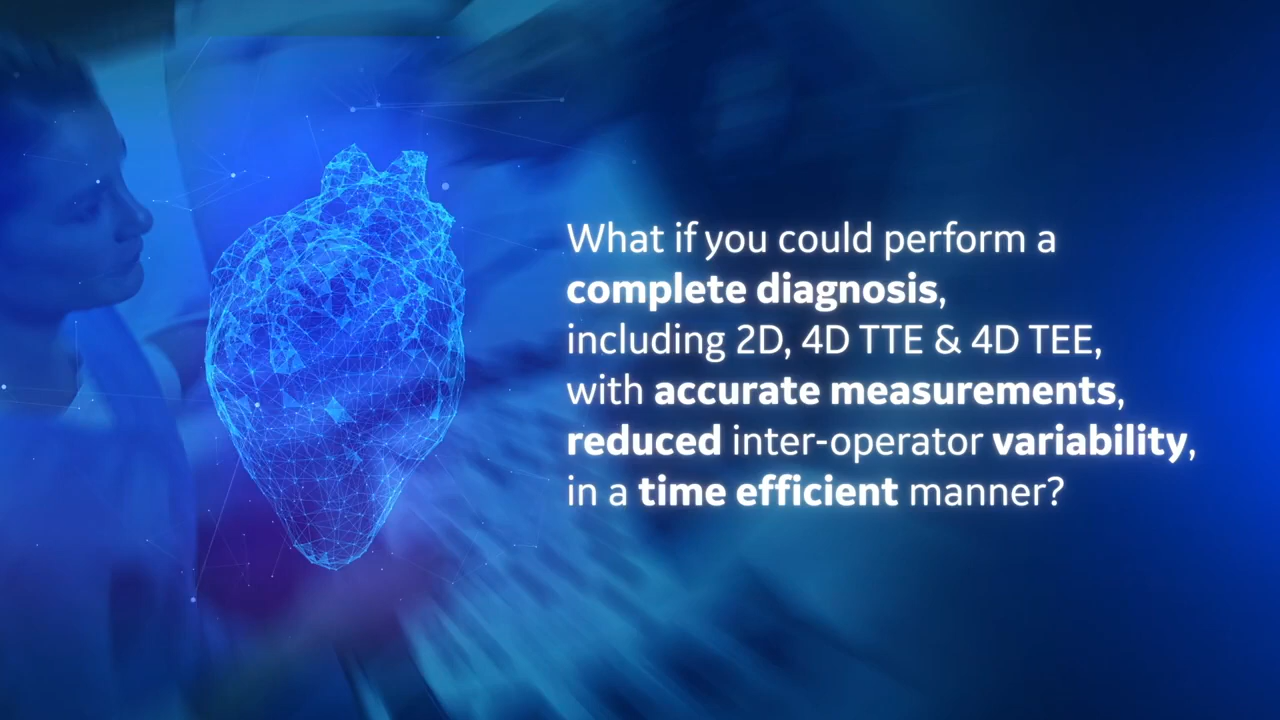 What if you could perform a
complete diagnosis,
including 2D, 4D TTE & 4D TEE,
with accurate measurements,
reduced inter-operator variability,
in a time efficient manner?